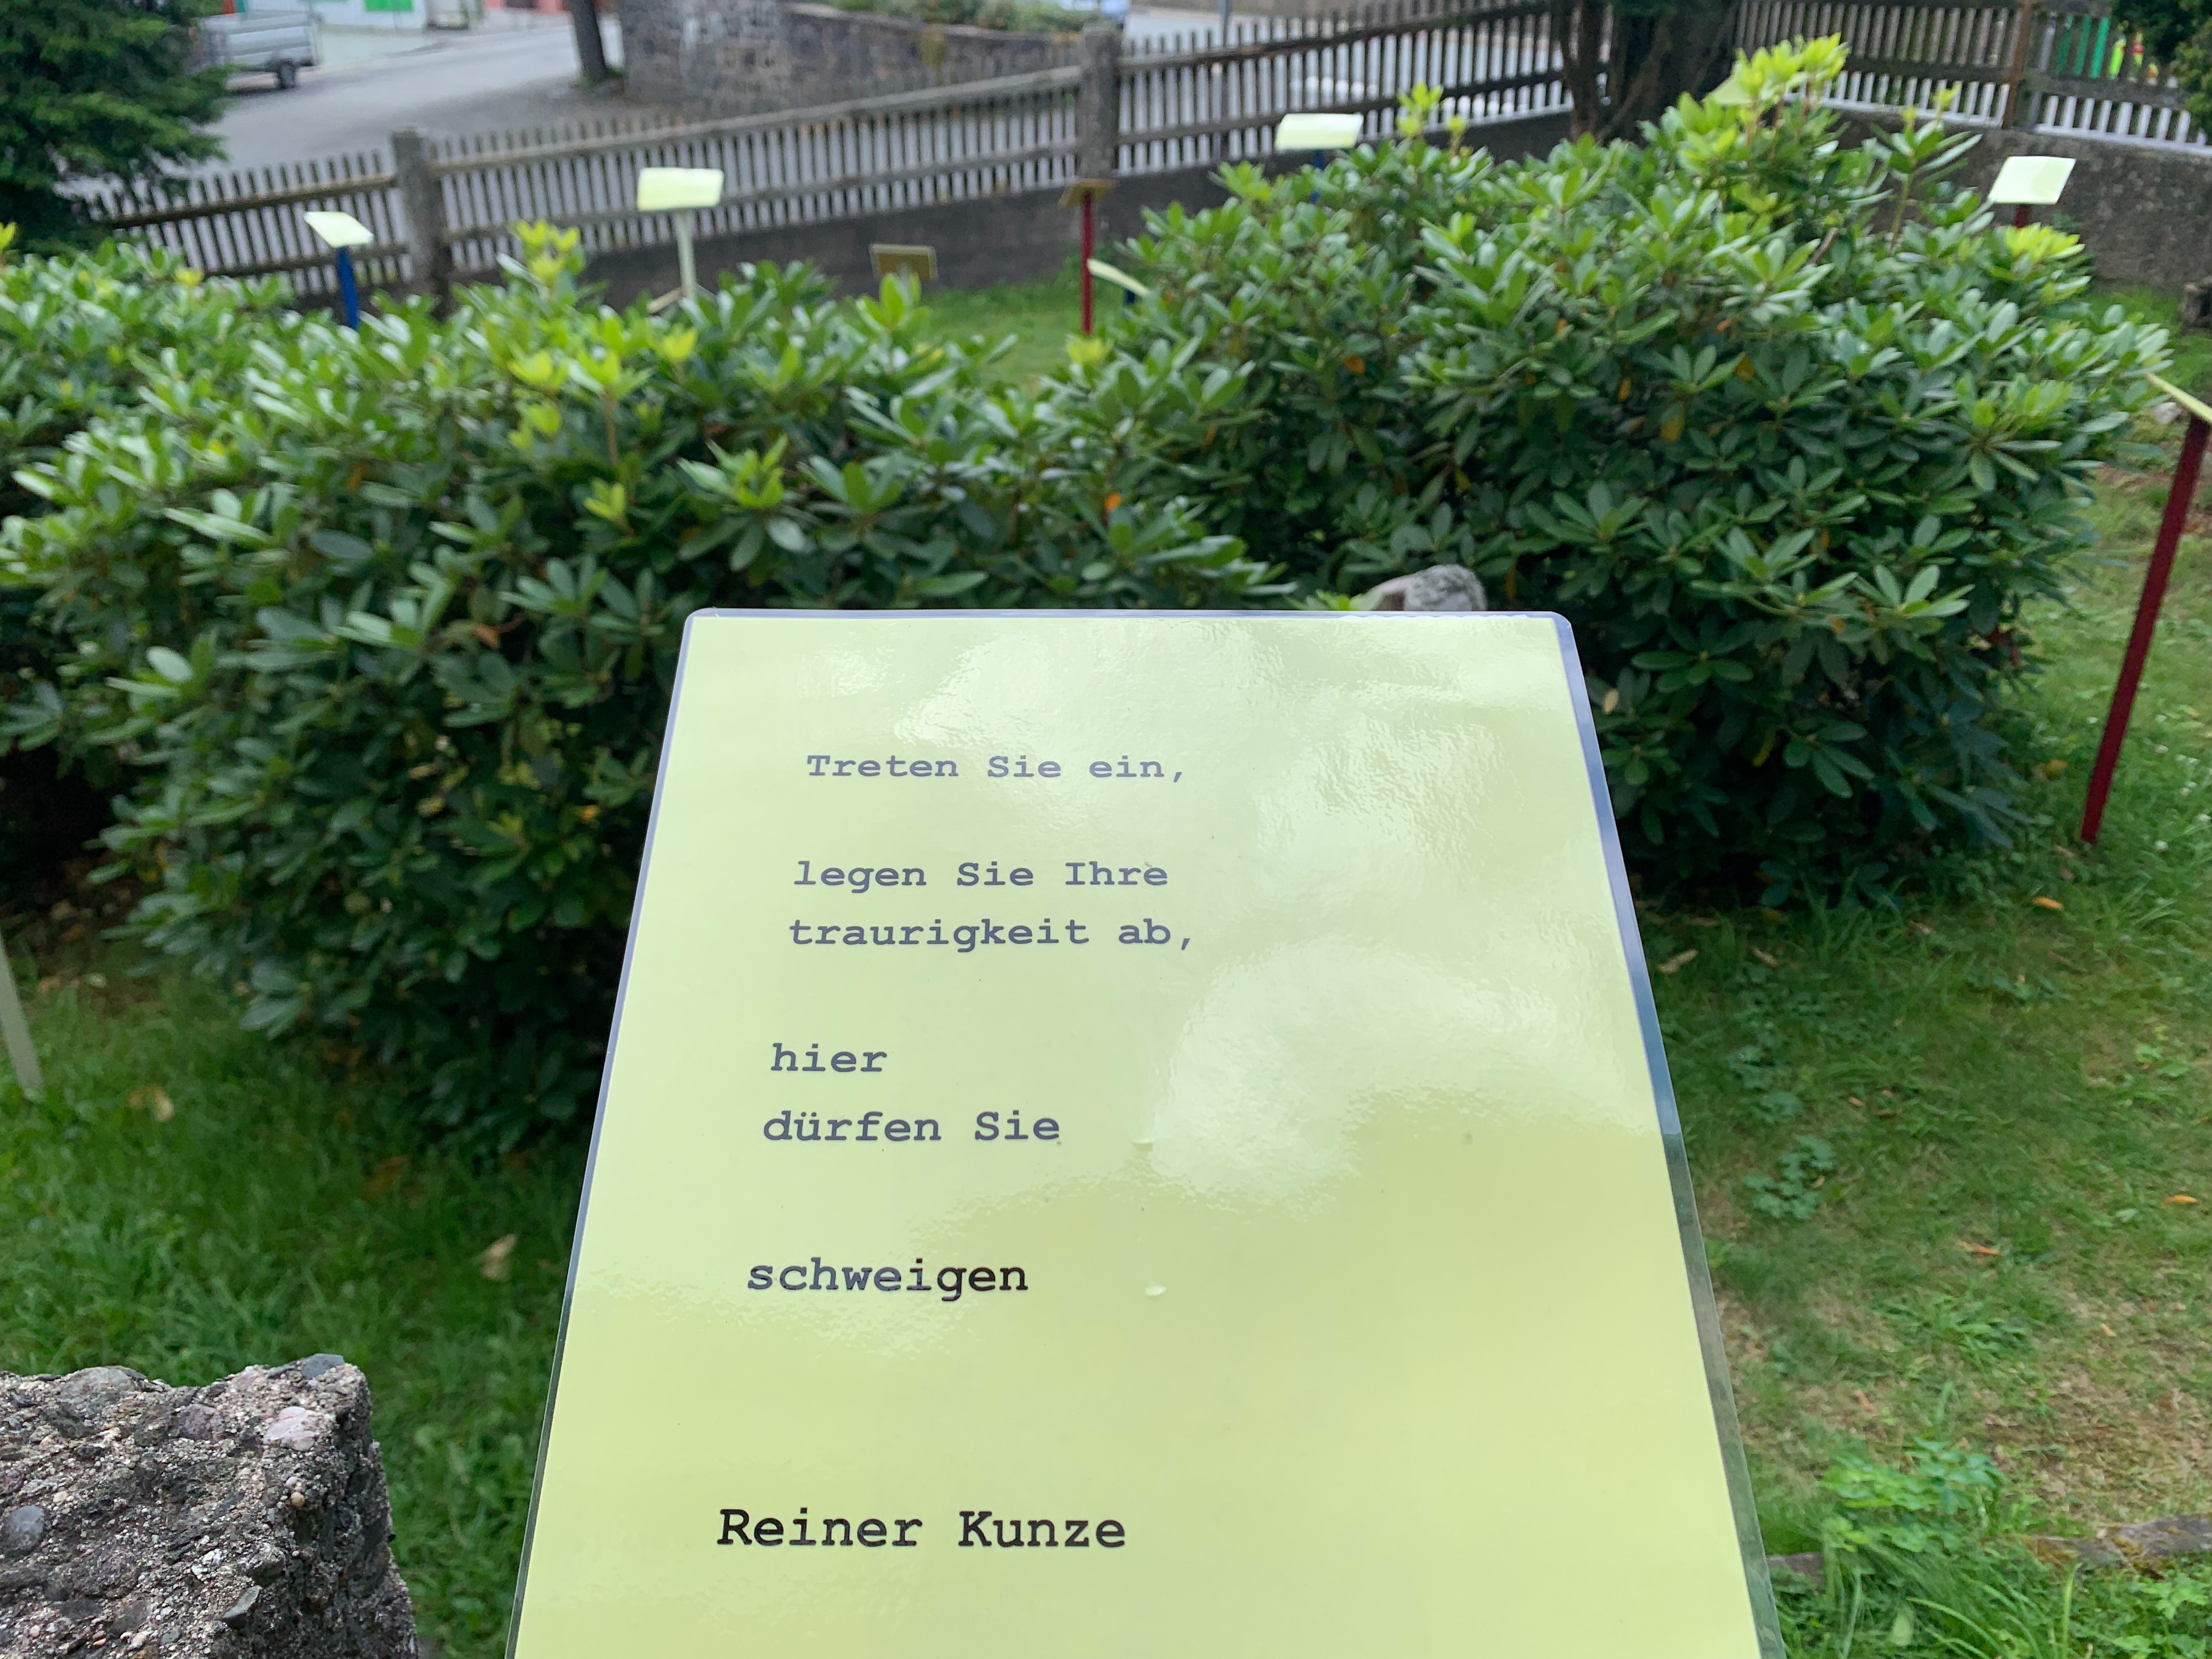 Treten Sie ein,
legen Sie Ihre
traurigkeit ab,
hier
dürfen Sie
schweigen
Reiner Kunze